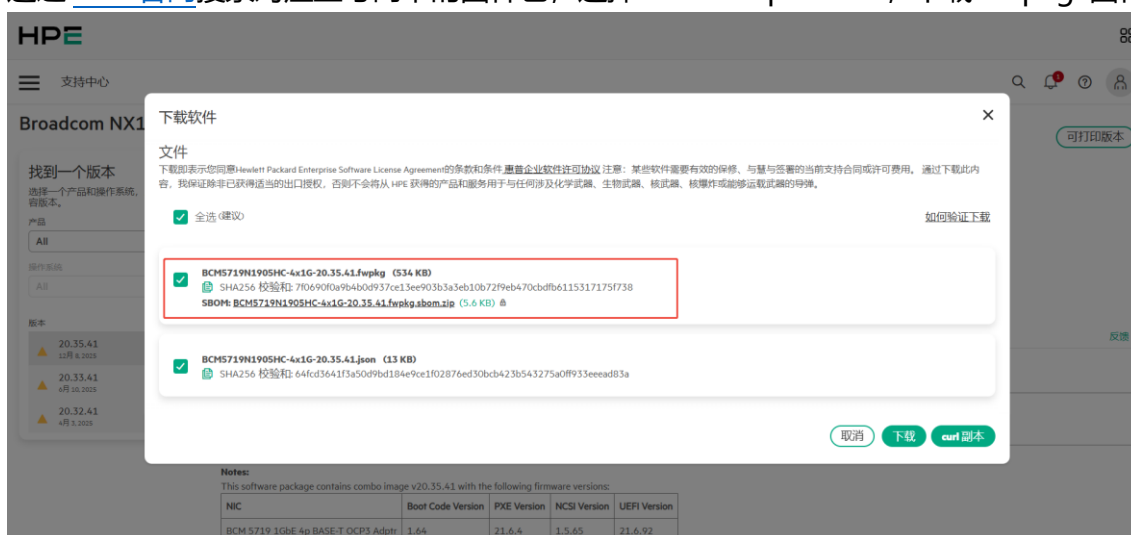 HPE
支持中心
1
Broadcom NX1
可打印版本
下载软件
文件
下载即表示您同意Hewlett Packard Enterprise Software License Agreement的条款和条件,惠普企业软件许可协议 注意：某些软件需要有效的保修、与慧与签署的当前支持合同或许可费用。 通过下载此内
容，我保证除非已获得适当的出口授权，否则不会将从 HPE 获得的产品和服务用于与任何涉及化学武器、生物武器、核武器、核爆炸或能够运载武器的导弹。
找到一个版本
选择一个产品和操作系统，
容版本。
产品
All
操作系统
All
版本
20.35.41
12月 8, 2025
20.33.41
20.32.41
全选 (建议)
如何验证下载
BCM5719N1905HC-4x1G-20.35.41.fwpkg (534 KB)
SHA256 校验和: 7f0690f0a9b4b0d937ce13ee903b3a3eb10b72f9eb470cbdfb6115317175f738
SBOM: BCM5719N1905HC-4x1G-20.35.41.fwpkg.sbom.zip (5.6 KB)
BCM5719N1905HC-4x1G-20.35.41.json (13 KB)
SHA256 校验和: 64fcd3641f3a50d9bd184e9ce1f02876ed30bcb423b543275a0ff933eeead83a
反馈
取消
下载
curl 副本
Notes:
This software package contains combo image v20.35.41 with the following firmware versions:
NIC Boot Code Version PXE Version NCSI Version UEFI Version
BCM 5719 1GbE 4p BASE-T OCP3 Adptr 1.64 21.6.4 1.5.65 21.6.92